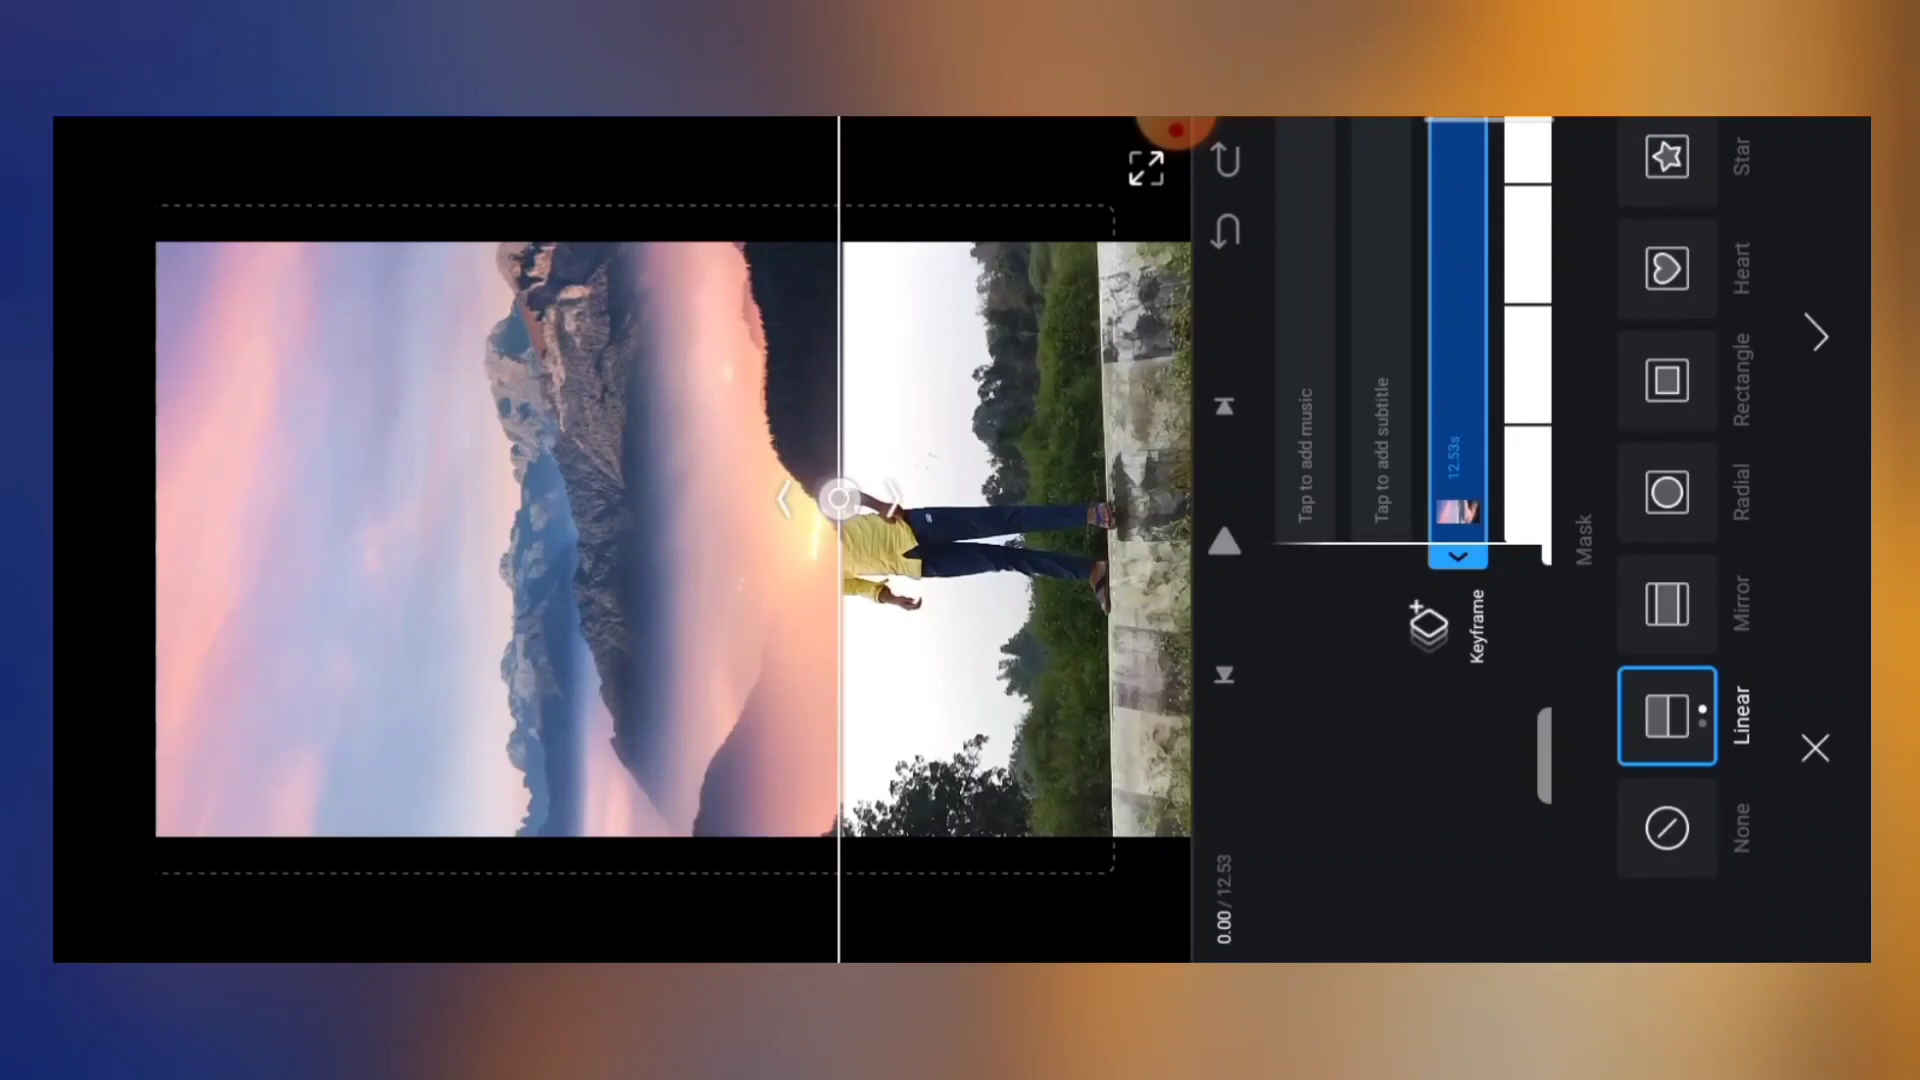 0.00 / 12.53
Tap to add music
Tap to add subtitle
12.53s
Keyframe
Mask
None
Linear
Mirror
Radial
Rectangle
Heart
Star